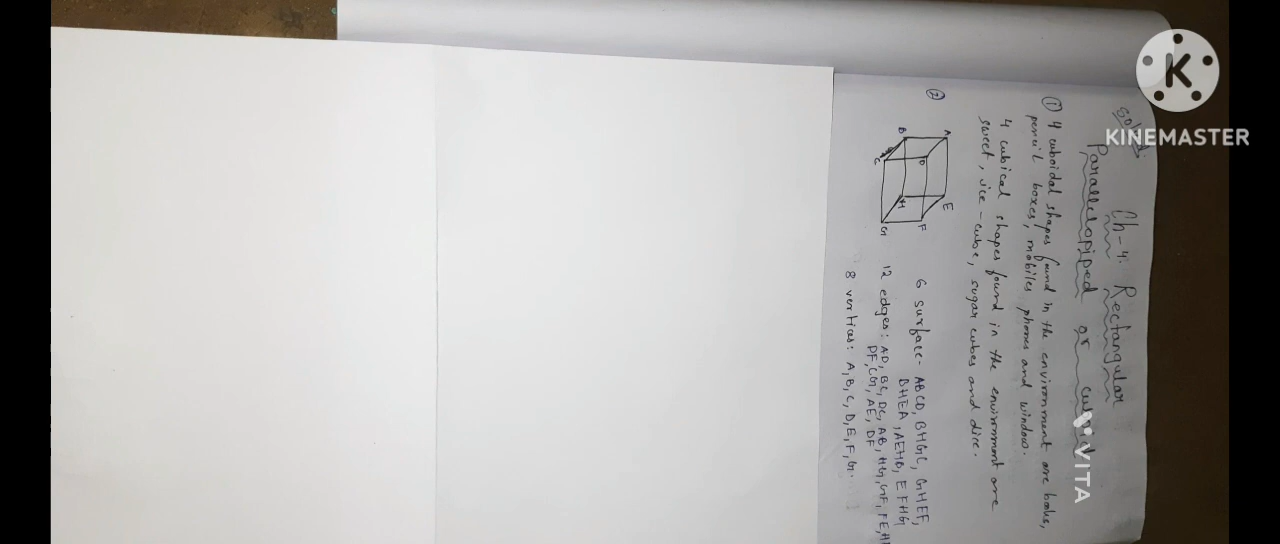 Soln:
Ch-4. Rectangular
Parallelopiped or cuboid
① 4 cuboidal shapes found in the environment are books,
pencil boxes, mobiles phones and window.
4 cubical shapes found in the environment are
sweet, ice-cube, sugar cubes and dice.
②
A
B
C
D
E
F
G
H
6 surface- ABCD, BHGC, GHEF,
BHEA, AEHD, EFHG
12 edges: AD, BC, DC, AB, HG, GF, FE, HE
DF, CG, AE, DF
8 vertias: A, B, C, D, E, F, G.
KINEMASTER
VITA